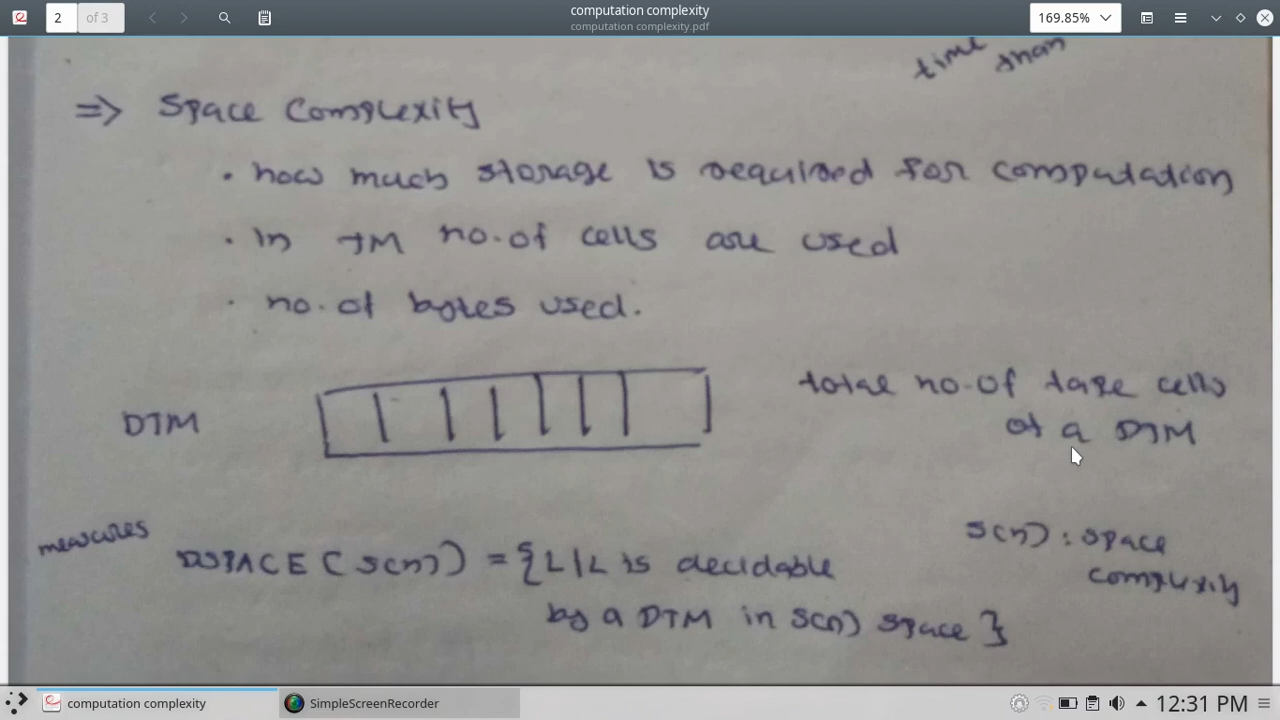 2 of 3
computation complexity
computation complexity.pdf
169.85%
time
than
=> Space Complexity
• how much storage is required for computation
• in TM no. of cells are used
• no. of bytes used.
DTM
total no. of tape cells
of a DTM
measures
DSPACE ( S(n) ) = { L | L is decidable
by a DTM in S(n) space }
S(n) : space
complexity
computation complexity
SimpleScreenRecorder
12:31 PM